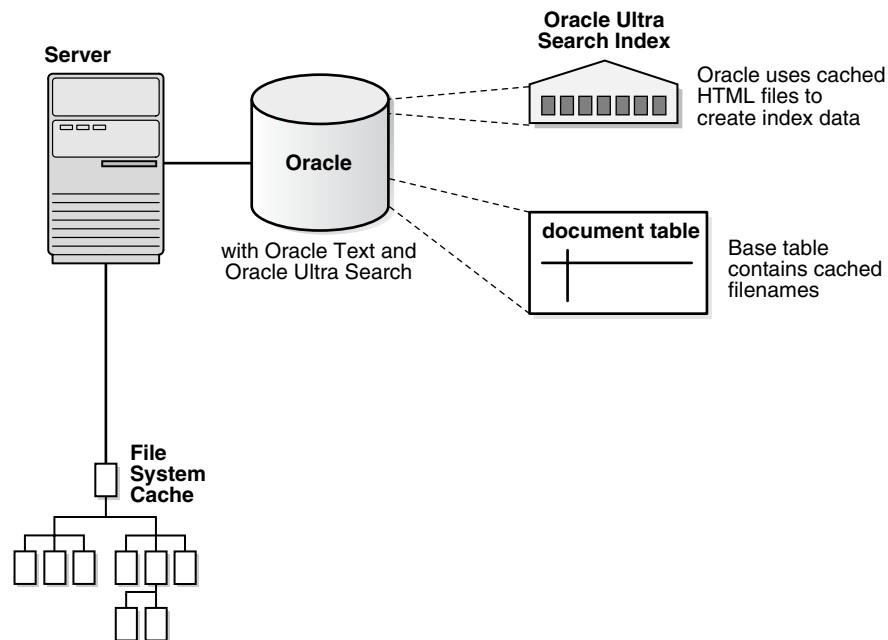 Oracle Ultra
Search Index
Server
Oracle uses cached
HTML files to
create index data
Oracle
with Oracle Text and
Oracle Ultra Search
document table
Base table
contains cached
filenames
File
System
Cache